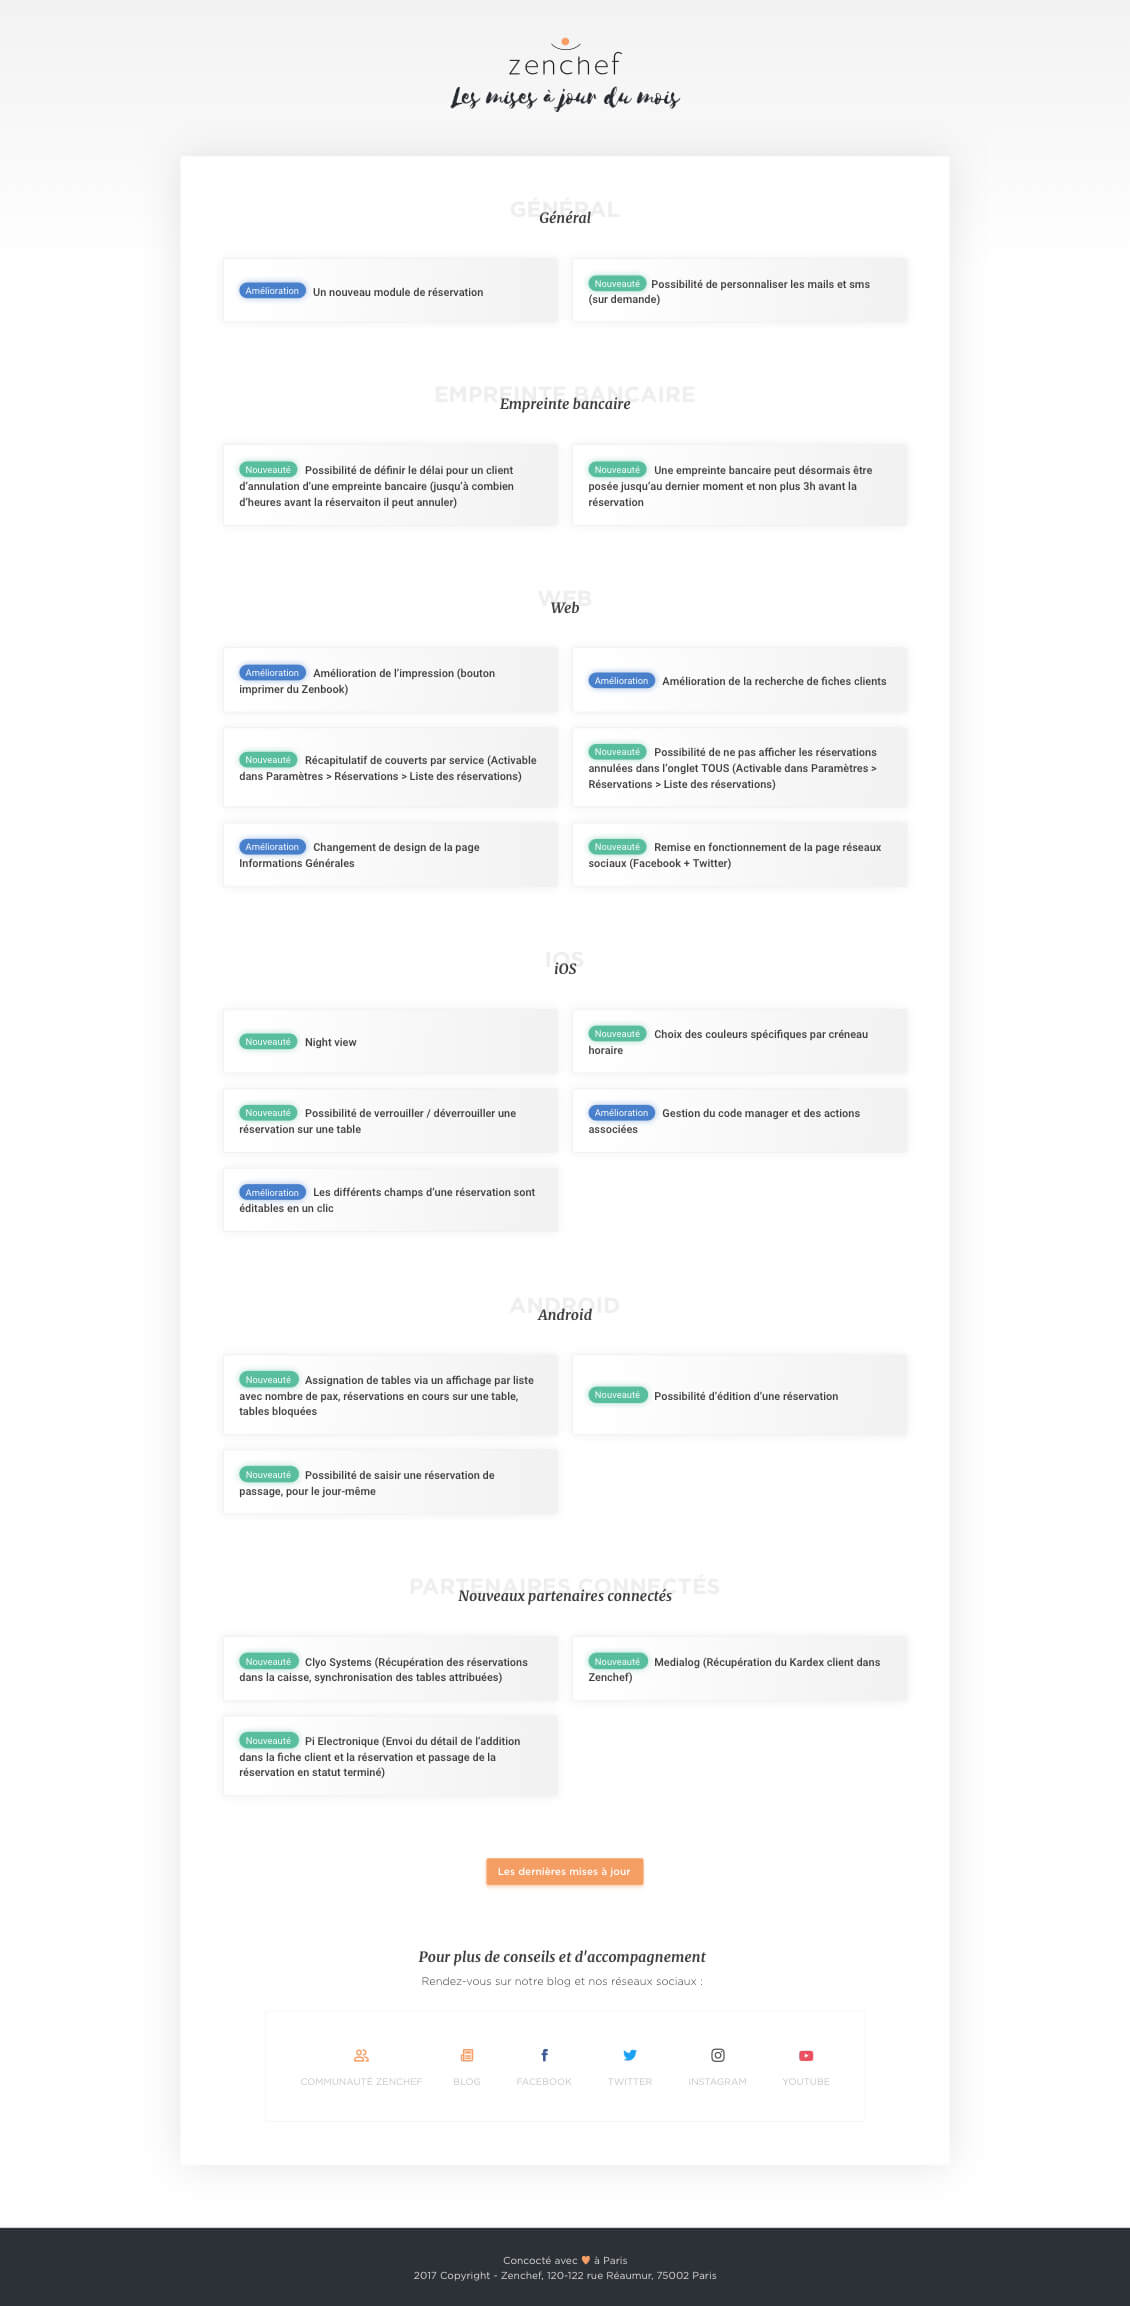 zenchef
Les mises à jour du mois
GÉNÉRAL
Général
Amélioration Un nouveau module de réservation
Nouveauté Possibilité de personnaliser les mails et sms
(sur demande)
EMPREINTE BANCAIRE
Empreinte bancaire
Nouveauté Possibilité de définir le délai pour un client
d'annulation d'une empreinte bancaire (jusqu'à combien
d'heures avant la réservaiton il peut annuler)
Nouveauté Une empreinte bancaire peut désormais être
posée jusqu'au dernier moment et non plus 3h avant la
réservation
WEB
Web
Amélioration Amélioration de l'impression (bouton
imprimer du Zenbook)
Amélioration Amélioration de la recherche de fiches clients
Nouveauté Récapitulatif de couverts par service (Activable
dans Paramètres > Réservations > Liste des réservations)
Nouveauté Possibilité de ne pas afficher les réservations
annulées dans l'onglet TOUS (Activable dans Paramètres >
Réservations > Liste des réservations)
Amélioration Changement de design de la page
Informations Générales
Nouveauté Remise en fonctionnement de la page réseaux
sociaux (Facebook + Twitter)
IOS
iOS
Nouveauté Night view
Nouveauté Choix des couleurs spécifiques par créneau
horaire
Nouveauté Possibilité de verrouiller / déverrouiller une
réservation sur une table
Amélioration Gestion du code manager et des actions
associées
Amélioration Les différents champs d'une réservation sont
éditables en un clic
ANDROID
Android
Nouveauté Assignation de tables via un affichage par liste
avec nombre de pax, réservations en cours sur une table,
tables bloquées
Nouveauté Possibilité d'édition d'une réservation
Nouveauté Possibilité de saisir une réservation de
passage, pour le jour-même
PARTENAIRES CONNECTÉS
Nouveaux partenaires connectés
Nouveauté Clyo Systems (Récupération des réservations
dans la caisse, synchronisation des tables attribuées)
Nouveauté Medialog (Récupération du Kardex client dans
Zenchef)
Nouveauté Pi Electronique (Envoi du détail de l'addition
dans la fiche client et la réservation et passage de la
réservation en statut terminé)
Les dernières mises à jour
Pour plus de conseils et d'accompagnement
Rendez-vous sur notre blog et nos réseaux sociaux :
COMMUNAUTÉ ZENCHEF BLOG FACEBOOK TWITTER INSTAGRAM YOUTUBE
Concocté avec à Paris
2017 Copyright - Zenchef, 120-122 rue Réaumur, 75002 Paris